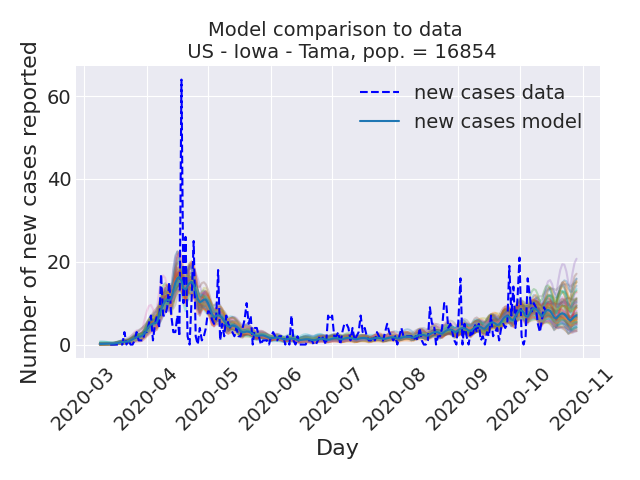 Model comparison to data
US - Iowa - Tama, pop. = 16854
new cases data
new cases model
Number of new cases reported
60
40
20
0
2020-03
2020-04
2020-05
2020-06
2020-07
2020-08
2020-09
2020-10
2020-11
Day